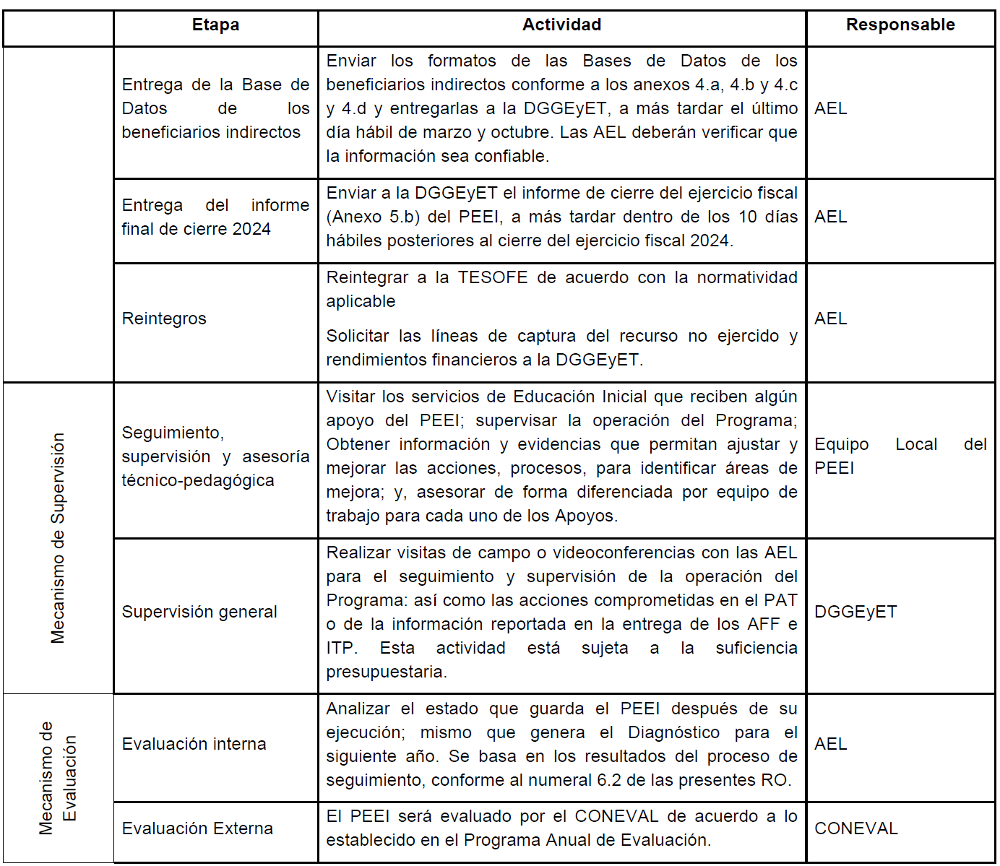 Etapa
Actividad
Responsable
Entrega de la Base de
Datos de los
beneficiarios indirectos
Enviar los formatos de las Bases de Datos de los
beneficiarios indirectos conforme a los anexos 4.a, 4.b y 4.c
y 4.d y entregarlas a la DGGEyET, a más tardar el último
día hábil de marzo y octubre. Las AEL deberán verificar que
la información sea confiable.
AEL
Entrega del informe
final de cierre 2024
Enviar a la DGGEyET el informe de cierre del ejercicio fiscal
(Anexo 5.b) del PEEI, a más tardar dentro de los 10 días
hábiles posteriores al cierre del ejercicio fiscal 2024.
AEL
Reintegros
Reintegrar a la TESOFE de acuerdo con la normatividad
aplicable
Solicitar las líneas de captura del recurso no ejercido y
rendimientos financieros a la DGGEyET.
AEL
Mecanismo de Supervisión
Seguimiento,
supervisión y asesoría
técnico-pedagógica
Visitar los servicios de Educación Inicial que reciben algún
apoyo del PEEI; supervisar la operación del Programa;
Obtener información y evidencias que permitan ajustar y
mejorar las acciones, procesos, para identificar áreas de
mejora; y, asesorar de forma diferenciada por equipo de
trabajo para cada uno de los Apoyos.
Equipo Local del
PEEI
Supervisión general
Realizar visitas de campo o videoconferencias con las AEL
para el seguimiento y supervisión de la operación del
Programa: así como las acciones comprometidas en el PAT
o de la información reportada en la entrega de los AFF e
ITP. Esta actividad está sujeta a la suficiencia
presupuestaria.
DGGEyET
Mecanismo de
Evaluación
Evaluación interna
Analizar el estado que guarda el PEEI después de su
ejecución; mismo que genera el Diagnóstico para el
siguiente año. Se basa en los resultados del proceso de
seguimiento, conforme al numeral 6.2 de las presentes RO.
AEL
Evaluación Externa
El PEEI será evaluado por el CONEVAL de acuerdo a lo
establecido en el Programa Anual de Evaluación.
CONEVAL